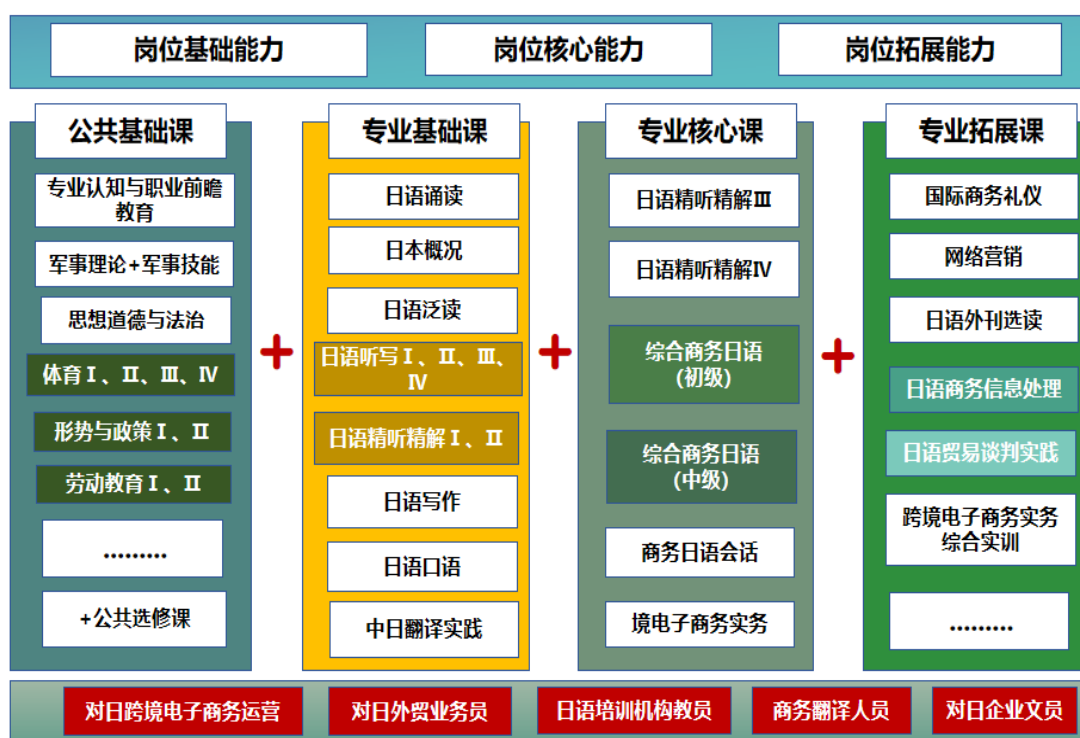 岗位基础能力
岗位核心能力
岗位拓展能力
公共基础课
专业认知与职业前瞻
教育
军事理论+军事技能
思想道德与法治
体育Ⅰ、Ⅱ、Ⅲ、Ⅳ
形势与政策Ⅰ、Ⅱ
劳动教育Ⅰ、Ⅱ
………
+公共选修课
专业基础课
日语诵读
日本概况
日语泛读
日语听写Ⅰ、Ⅱ、Ⅲ、
Ⅳ
日语精听精解Ⅰ、Ⅱ
日语写作
日语口语
中日翻译实践
专业核心课
日语精听精解Ⅲ
日语精听精解Ⅳ
综合商务日语
(初级)
综合商务日语
(中级)
商务日语会话
境电子商务实务
专业拓展课
国际商务礼仪
网络营销
日语外刊选读
日语商务信息处理
日语贸易谈判实践
跨境电子商务实务
综合实训
………
对日跨境电子商务运营
对日外贸业务员
日语培训机构教员
商务翻译人员
对日企业文员